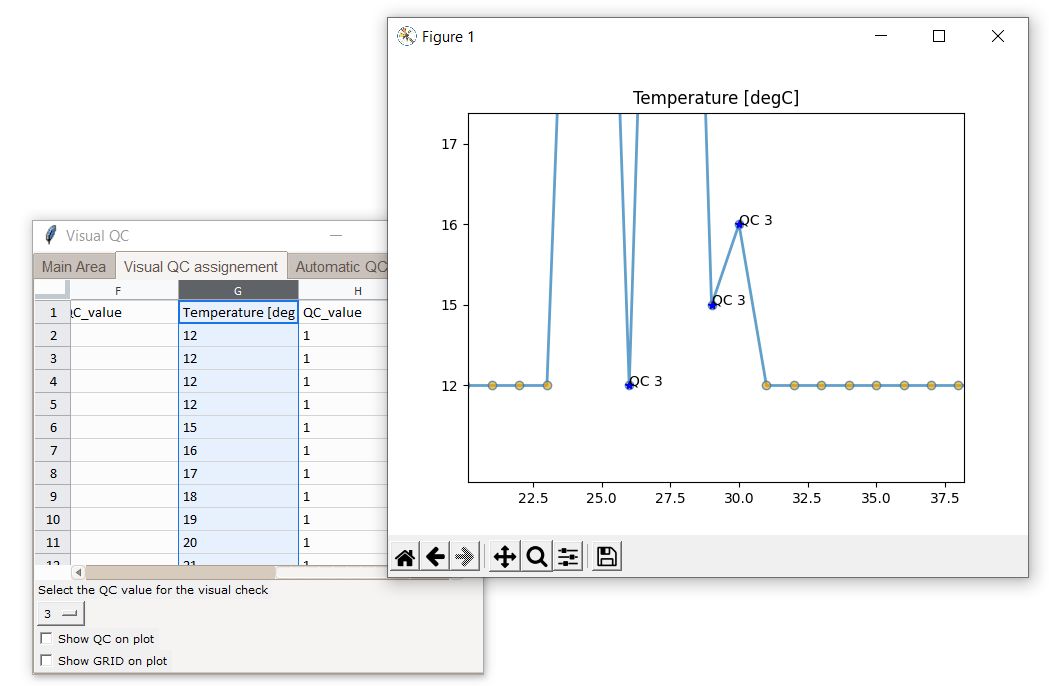 Figure 1
Temperature [degC]
17
16
15
12
QC 3
QC 3
QC 3
22.5 25.0 27.5 30.0 32.5 35.0 37.5
Visual QC
Main Area Visual QC assignement Automatic QC
F G H
1 QC_value Temperature [deg QC_value
2 12 1
3 12 1
4 12 1
5 12 1
6 15 1
7 16 1
8 17 1
9 18 1
10 19 1
11 20 1
12 21 1
Select the QC value for the visual check
3
Show QC on plot
Show GRID on plot